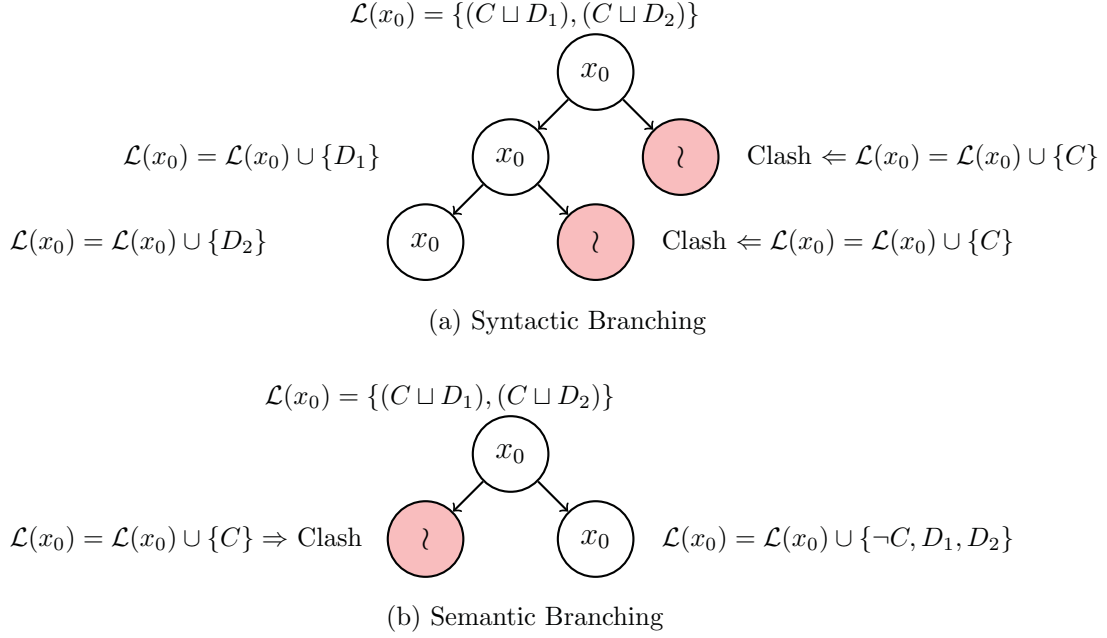 𝓛(x₀) = {(C ⊔ D₁), (C ⊔ D₂)}
x₀
𝓛(x₀) = 𝓛(x₀) ∪ {D₁} x₀ ≀ Clash ⇐ 𝓛(x₀) = 𝓛(x₀) ∪ {C}
𝓛(x₀) = 𝓛(x₀) ∪ {D₂} x₀ ≀ Clash ⇐ 𝓛(x₀) = 𝓛(x₀) ∪ {C}
(a) Syntactic Branching
𝓛(x₀) = {(C ⊔ D₁), (C ⊔ D₂)}
x₀
𝓛(x₀) = 𝓛(x₀) ∪ {C} ⇒ Clash ≀ x₀ 𝓛(x₀) = 𝓛(x₀) ∪ {¬C, D₁, D₂}
(b) Semantic Branching